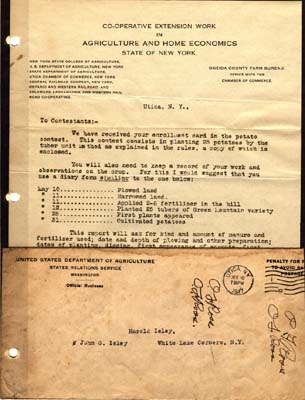 CO-OPERATIVE EXTENSION WORK
IN
AGRICULTURE AND HOME ECONOMICS
STATE OF NEW YORK.
NEW YORK STATE COLLEGE OF AGRICULTURE,
U. S. DEPARTMENT OF AGRICULTURE, NEW YORK
STATE DEPARTMENT OF AGRICULTURE,
UTICA CHAMBER OF COMMERCE, NEW YORK
CENTRAL RAILROAD COMPANY, NEW YORK,
ONTARIO AND WESTERN RAILROAD AND
DELAWARE, LACKAWANNA AND WESTERN RAIL-
ROAD CO-OPERATING.
ONEIDA COUNTY FARM BUREAU.
OFFICE WITH THE
CHAMBER OF COMMERCE.
Utica, N. Y.,
To Contestants:-
We have received your enrollment card in the potato
contest. This contest consists in planting 25 potatoes by the
tuber unit method as explained in the rules, a copy of which is
enclosed.
You will also need to keep a record of your work and
observations on the crop. For this I would suggest that you
use a diary form similiar to the one below:
May 10 Plowed land
" Harrowed land.
" Applied fertiliser in the hill
" Planted 25 tubers of Green Mountain variety
" First plants appeared
" 31 Cultivated potatoes
This report will ask for kind and amount of manure and
fertiliser used; date and depth of plowing and other preparation;
UNITED STATES DEPARTMENT OF AGRICULTURE
STATES RELATIONS SERVICE
WASHINGTON
Official Business
UTICA
PENALTY FOR
TO AVOID
Harold Isley,
% John G. Isley White Lake Corners, N.Y.